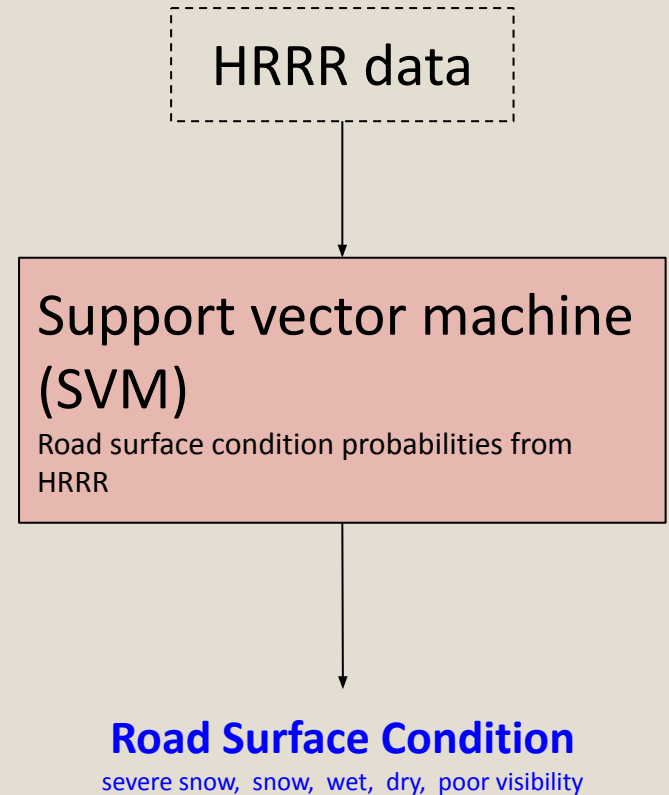 HRRR data
Support vector machine
(SVM)
Road surface condition probabilities from
HRRR
Road Surface Condition
severe snow, snow, wet, dry, poor visibility